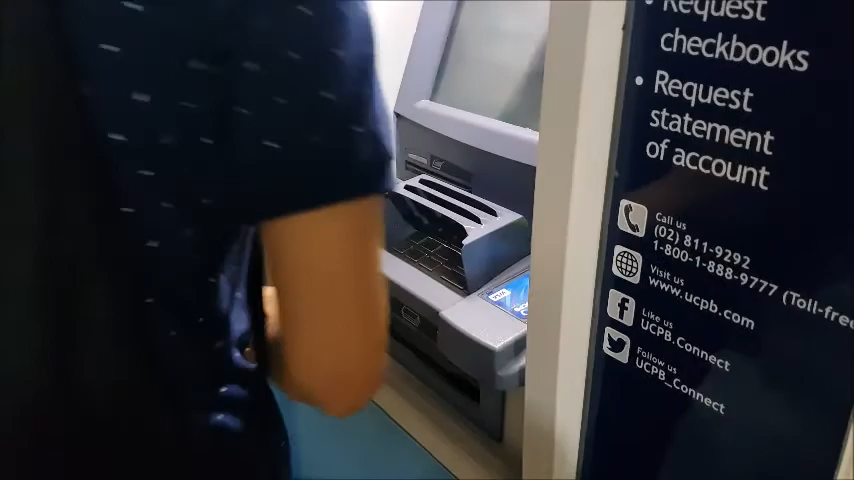 • Request
checkbooks
• Request
statement
of account
Call us
(02) 811-9292
1-800-1-888-9777 (Toll-free
Visit us
www.ucpb.com
Like us
UCPB.Connect
Follow us
UCPB_Connect